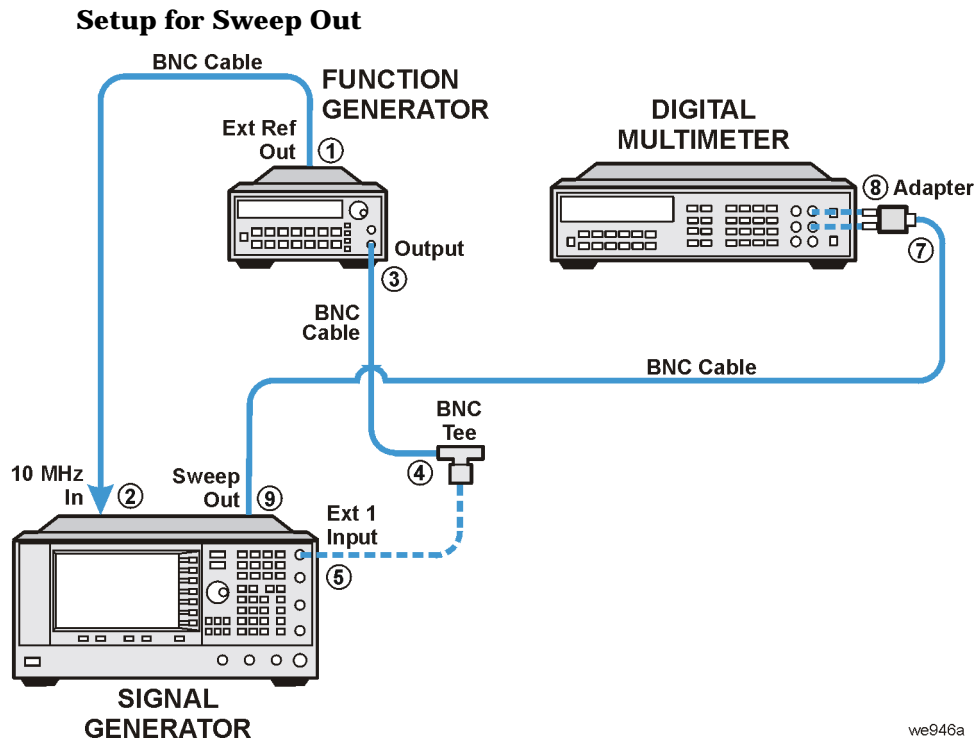 Setup for Sweep Out
BNC Cable
FUNCTION
GENERATOR
Ext Ref
Out
1
DIGITAL
MULTIMETER
8 Adapter
7
Output
3
BNC
Cable
BNC Cable
BNC
Tee
4
10 MHz
In
2
Sweep
Out
9
Ext 1
Input
5
SIGNAL
GENERATOR
we946a